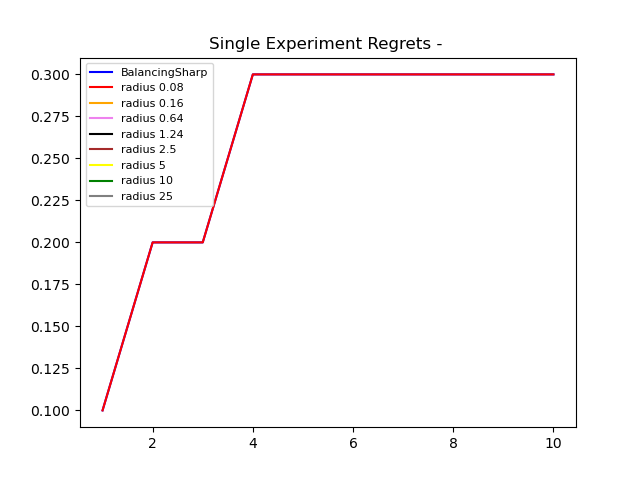 Single Experiment Regrets -
0.300
0.275
0.250
0.225
0.200
0.175
0.150
0.125
0.100
BalancingSharp
radius 0.08
radius 0.16
radius 0.64
radius 1.24
radius 2.5
radius 5
radius 10
radius 25
2
4
6
8
10